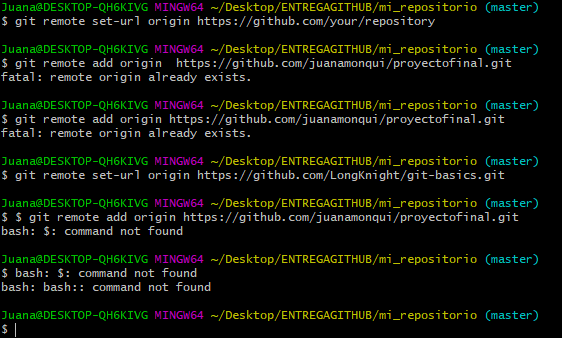 Juana@DESKTOP-QH6KIVG MINGW64 ~/Desktop/ENTREGAGITHUB/mi_repositorio (master)
$ git remote set-url origin https://github.com/your/repository
Juana@DESKTOP-QH6KIVG MINGW64 ~/Desktop/ENTREGAGITHUB/mi_repositorio (master)
$ git remote add origin  https://github.com/juanamonqui/proyectofinal.git
fatal: remote origin already exists.
Juana@DESKTOP-QH6KIVG MINGW64 ~/Desktop/ENTREGAGITHUB/mi_repositorio (master)
$ git remote add origin https://github.com/juanamonqui/proyectofinal.git
fatal: remote origin already exists.
Juana@DESKTOP-QH6KIVG MINGW64 ~/Desktop/ENTREGAGITHUB/mi_repositorio (master)
$ git remote set-url origin https://github.com/LongKnight/git-basics.git
Juana@DESKTOP-QH6KIVG MINGW64 ~/Desktop/ENTREGAGITHUB/mi_repositorio (master)
$ $ git remote add origin https://github.com/juanamonqui/proyectofinal.git
bash: $: command not found
Juana@DESKTOP-QH6KIVG MINGW64 ~/Desktop/ENTREGAGITHUB/mi_repositorio (master)
$ bash: $: command not found
bash: bash:: command not found
Juana@DESKTOP-QH6KIVG MINGW64 ~/Desktop/ENTREGAGITHUB/mi_repositorio (master)
$